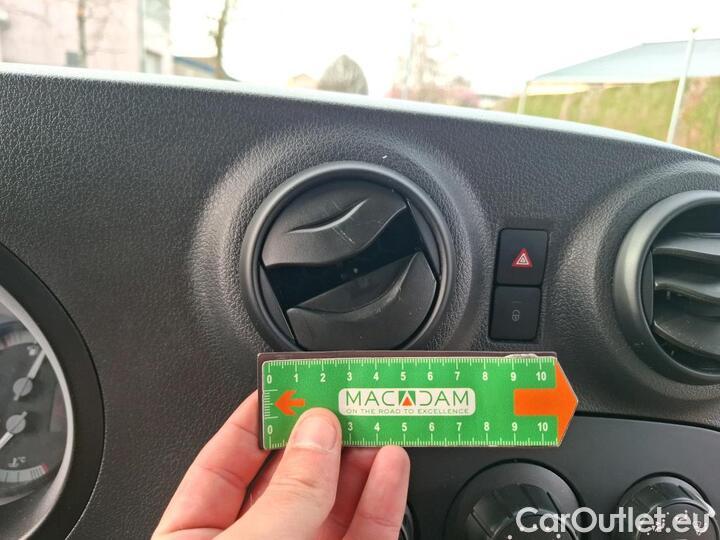 0 1 2 3 4 5 6 7 8 9 10
MACADAM
ON THE ROAD TO EXCELLENCE
0 1 2 3 4 5 6 7 8 9 10
CarOutlet.eu